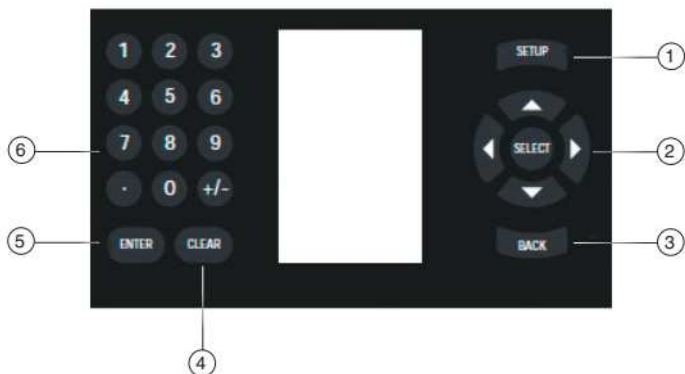 1 2 3
SETUP
1
4 5 6
7 8 9
6
SELECT
2
· 0 +/-
5
ENTER CLEAR
BACK
3
4